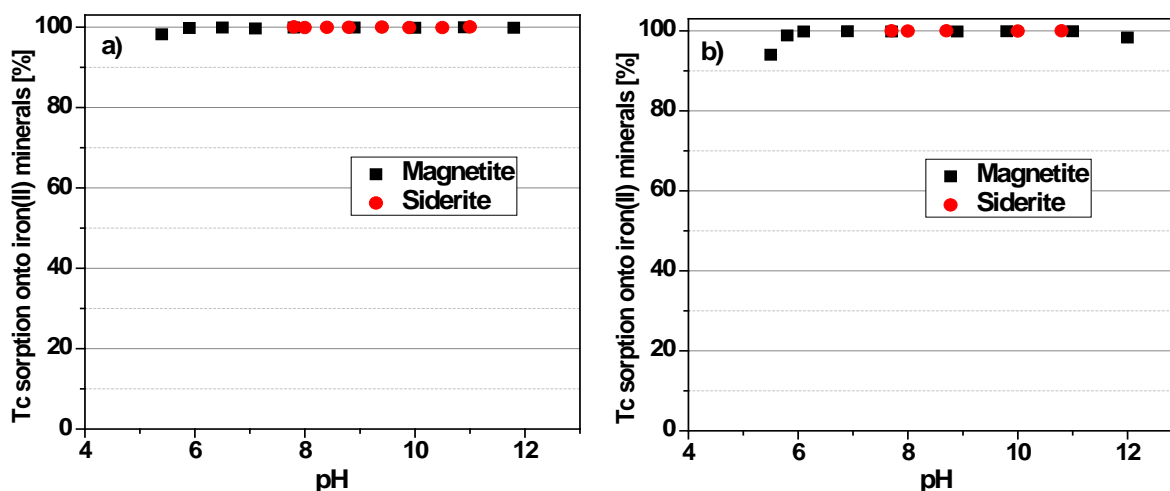 a)
Tc sorption onto iron(II) minerals [%]
100
80
60
40
20
0
Magnetite
Siderite
4
6
8
10
12
pH
b)
Tc sorption onto iron(II) minerals [%]
100
80
60
40
20
0
Magnetite
Siderite
4
6
8
10
12
pH